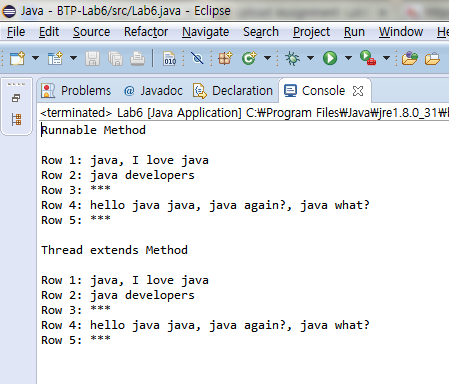 Java - BTP-Lab6/src/Lab6.java - Eclipse
File Edit Source Refactor Navigate Search Project Run Window H
Problems @ Javadoc Declaration Console
<terminated> Lab6 [Java Application] C:₩Program Files₩Java₩jre1.8.0_31₩
Runnable Method
Row 1: java, I love java
Row 2: java developers
Row 3: ***
Row 4: hello java java, java again?, java what?
Row 5: ***
Thread extends Method
Row 1: java, I love java
Row 2: java developers
Row 3: ***
Row 4: hello java java, java again?, java what?
Row 5: ***